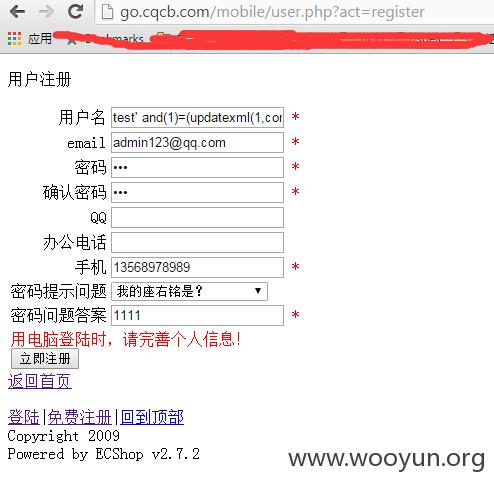 go.cqcb.com/mobile/user.php?act=register
应用
用户注册
用户名 test' and(1)=(updatexml(1,cor *
email admin123@qq.com *
密码 ••• *
确认密码 ••• *
QQ
办公电话
手机 13568978989 *
密码提示问题 我的座右铭是？
密码问题答案 1111 *
用电脑登陆时，请完善个人信息！
立即注册
返回首页
登陆|免费注册|回到顶部
Copyright 2009
Powered by ECShop v2.7.2
www.wooyun.org